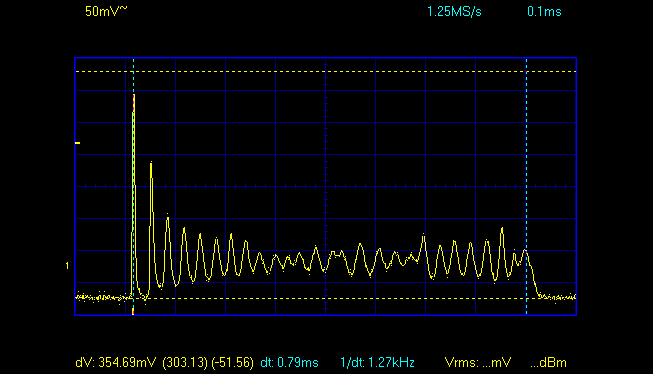 50mV~ 1.25MS/s 0.1ms
1
dV: 354.69mV (303.13) (-51.56) dt: 0.79ms 1/dt: 1.27kHz Vrms: ...mV ...dBm